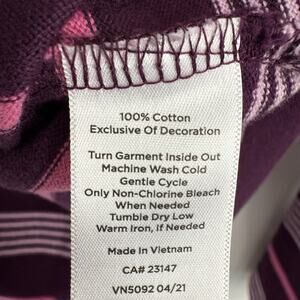 100% Cotton
Exclusive Of Decoration
Turn Garment Inside Out
Machine Wash Cold
Gentle Cycle
Only Non-Chlorine Bleach
When Needed
Tumble Dry Low
Warm Iron, if Needed
Made In Vietnam
CA# 23147
VN5092 04/21